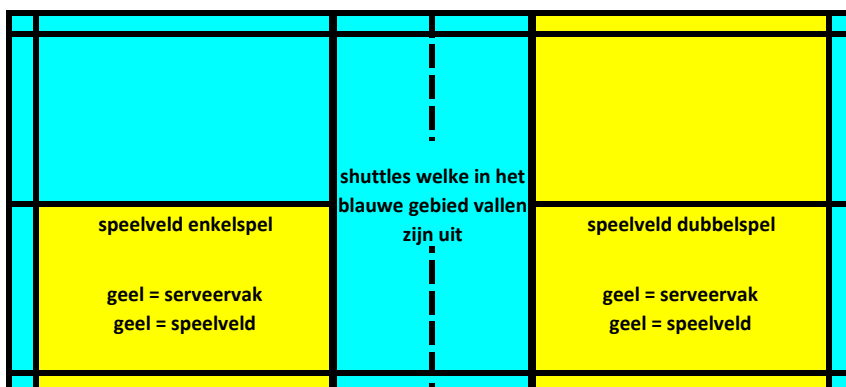 shuttles welke in het
blauwe gebied vallen
zijn uit
speelveld enkelspel
geel = serveervak
geel = speelveld
speelveld dubbelspel
geel = serveervak
geel = speelveld